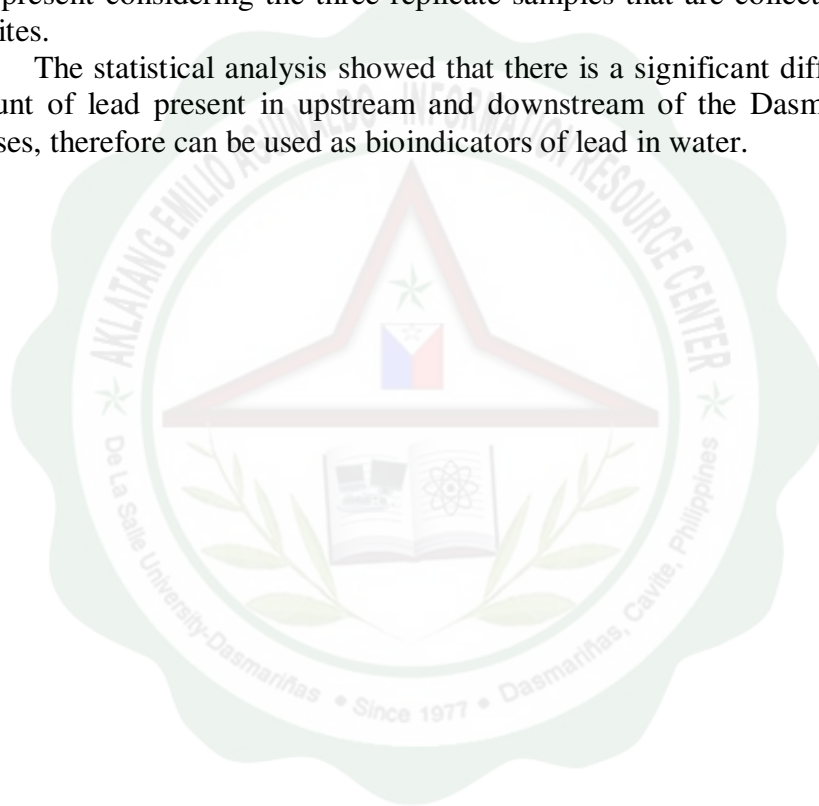 present considering the three replicate samples that are collect
ites.
The statistical analysis showed that there is a significant diff
unt of lead present in upstream and downstream of the Dasm
ses, therefore can be used as bioindicators of lead in water.
AKLATANG EMILIO AGUINALDO - INFORMATION RESOURCE CENTER
De La Salle University-Dasmariñas • Since 1977 • Dasmariñas, Cavite, Philippines